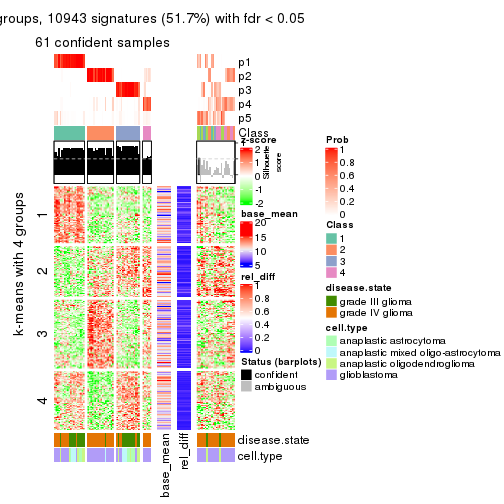 groups, 10943 signatures (51.7%) with fdr < 0.05
61 confident samples
p1
p2
p3
p4
p5
Class
1
2
3
4
k-means with 4 groups
base_mean
rel_diff
disease.state
cell.type
z-score
2
1
0
-1
-2
Silhouette
score
base_mean
20
15
10
5
rel_diff
1
0.8
0.6
0.4
0.2
0
Status (barplots)
confident
ambiguous
Prob
1
0.8
0.6
0.4
0.2
0
Class
1
2
3
4
disease.state
grade III glioma
grade IV glioma
cell.type
anaplastic astrocytoma
anaplastic mixed oligo-astrocytoma
anaplastic oligodendroglioma
glioblastoma